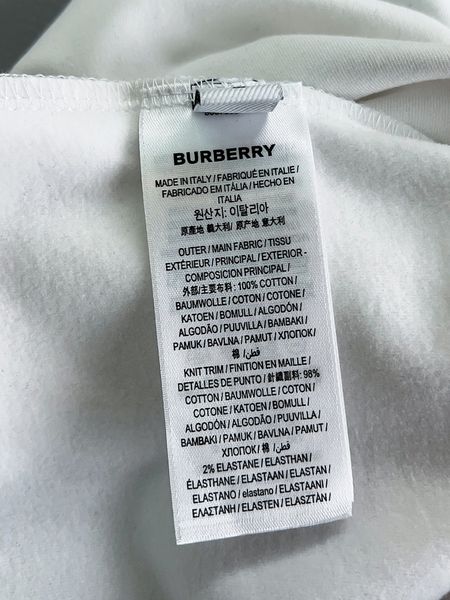 BURBERRY
MADE IN ITALY / FABRIQUÉ EN ITALIE /
FABRICADO EM ITÁLIA / HECHO EN
ITALIA
원산지: 이탈리아
原產地 義大利/ 原产地 意大利
OUTER / MAIN FABRIC / TISSU
EXTÉRIEUR / PRINCIPAL / EXTERIOR -
COMPOSICION PRINCIPAL /
外部/主要布料: 100% COTTON /
BAUMWOLLE / COTON / COTONE /
KATOEN / BOMULL / ALGODÓN /
ALGODÃO / PUUVILLA / BAMBAKI /
PAMUK / BAVLNA / PAMUT / ХЛОПОК /
棉 / قطن /
KNIT TRIM / FINITION EN MAILLE /
DETALLES DE PUNTO / 針織副料: 98%
COTTON / BAUMWOLLE / COTON /
COTONE / KATOEN / BOMULL /
ALGODÓN / ALGODÃO / PUUVILLA /
BAMBAKI / PAMUK / BAVLNA / PAMUT /
ХЛОПОК / 棉 / قطن /
2% ELASTANE / ELASTHAN /
ÉLASTHANE / ELASTAAN / ELASTAN /
ELASTANO / elastano / ELASTAANI /
ΕΛΑΣΤΑΝΗ / ELASTEN / ELASZTÁN /